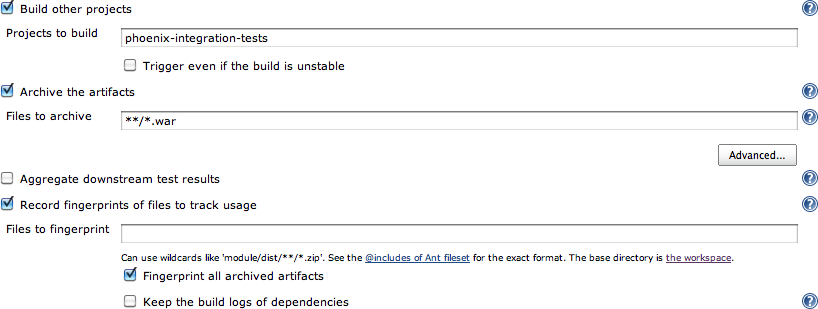 Build other projects
Projects to build phoenix-integration-tests
Trigger even if the build is unstable
Archive the artifacts
Files to archive **/*.war
Advanced...
Aggregate downstream test results
Record fingerprints of files to track usage
Files to fingerprint
Can use wildcards like 'module/dist/**/*.zip'. See the @includes of Ant fileset for the exact format. The base directory is the workspace.
Fingerprint all archived artifacts
Keep the build logs of dependencies